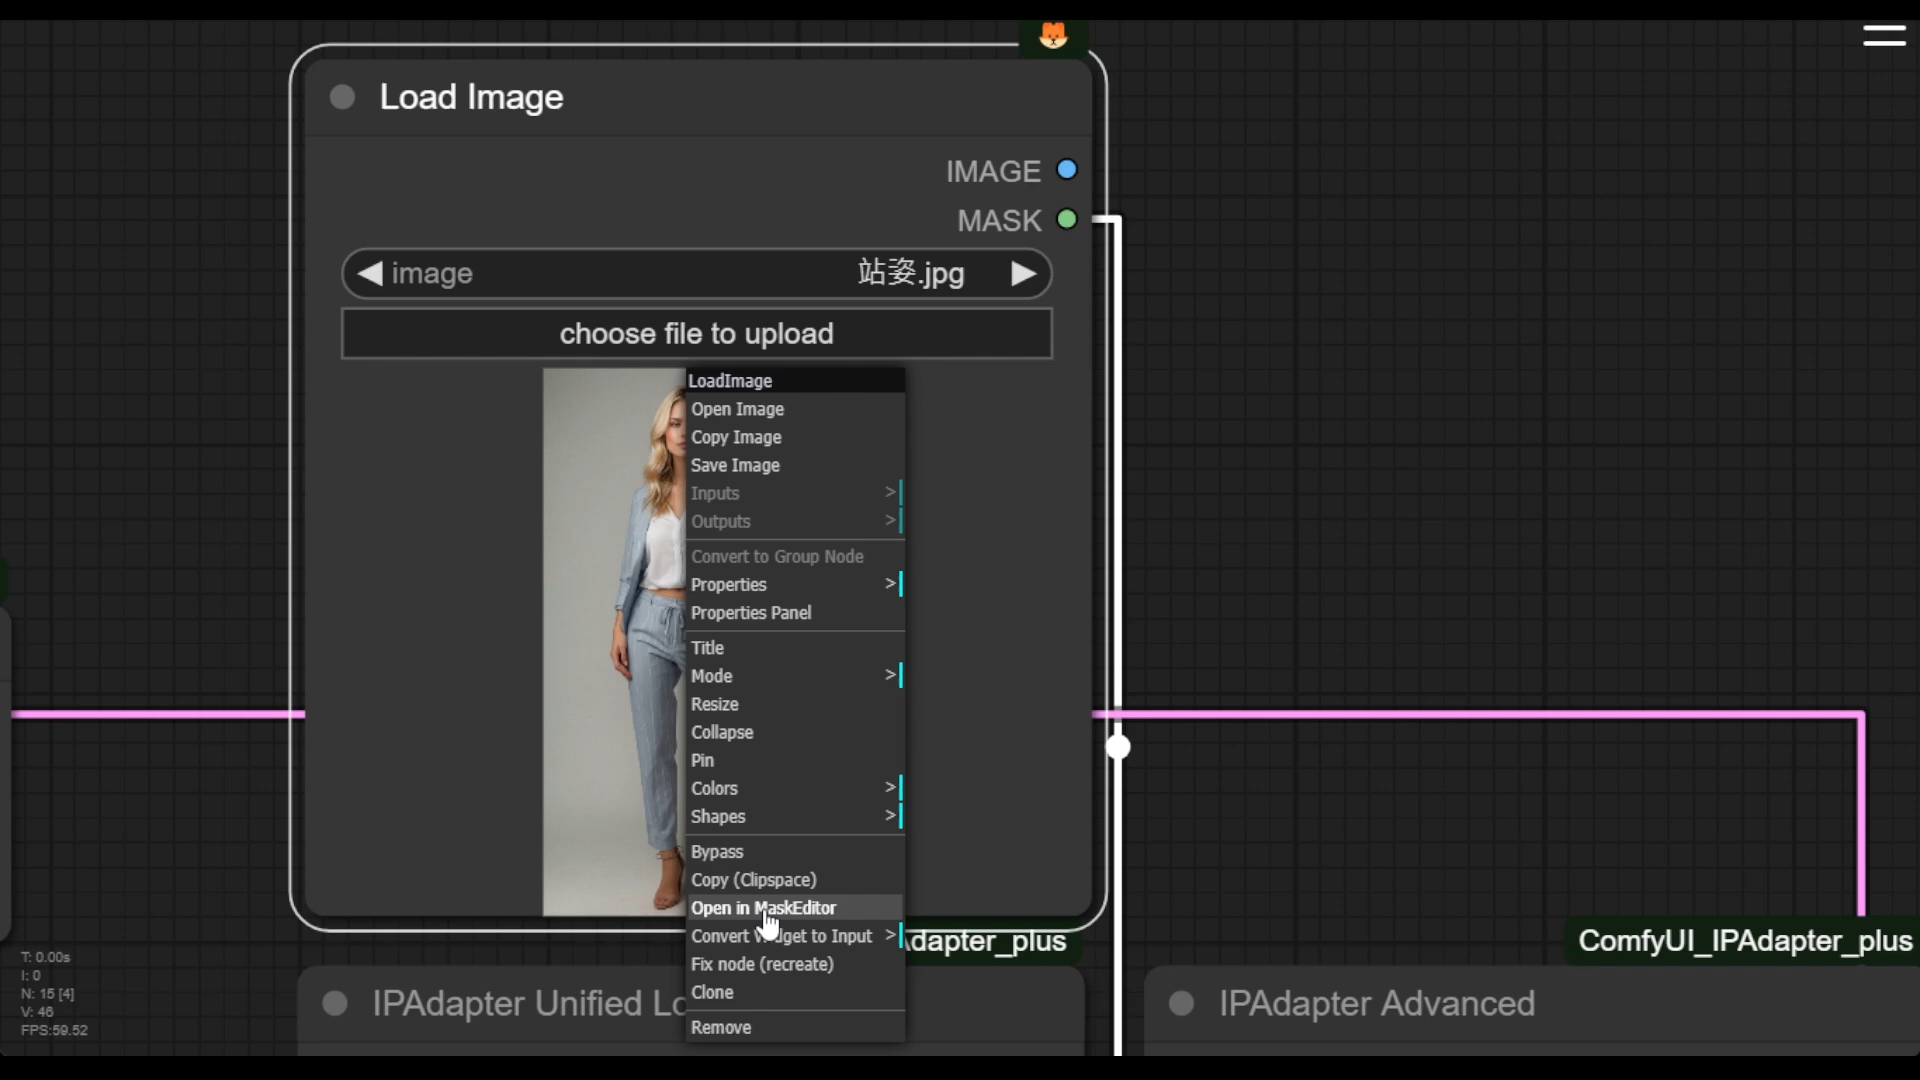 Load Image
IMAGE
MASK
image 站姿.jpg
choose file to upload
LoadImage
Open Image
Copy Image
Save Image
Inputs >
Outputs >
Convert to Group Node
Properties >
Properties Panel
Title
Mode >
Resize
Collapse
Pin
Colors >
Shapes >
Bypass
Copy (Clipspace)
Open in MaskEditor
Convert Widget to Input >
Fix node (recreate)
Clone
Remove
Adapter_plus
ComfyUI_IPAdapter_plus
IPAdapter Unified Lo
IPAdapter Advanced
T: 0.00s
I: 0
N: 15 [4]
V: 46
FPS:59.52